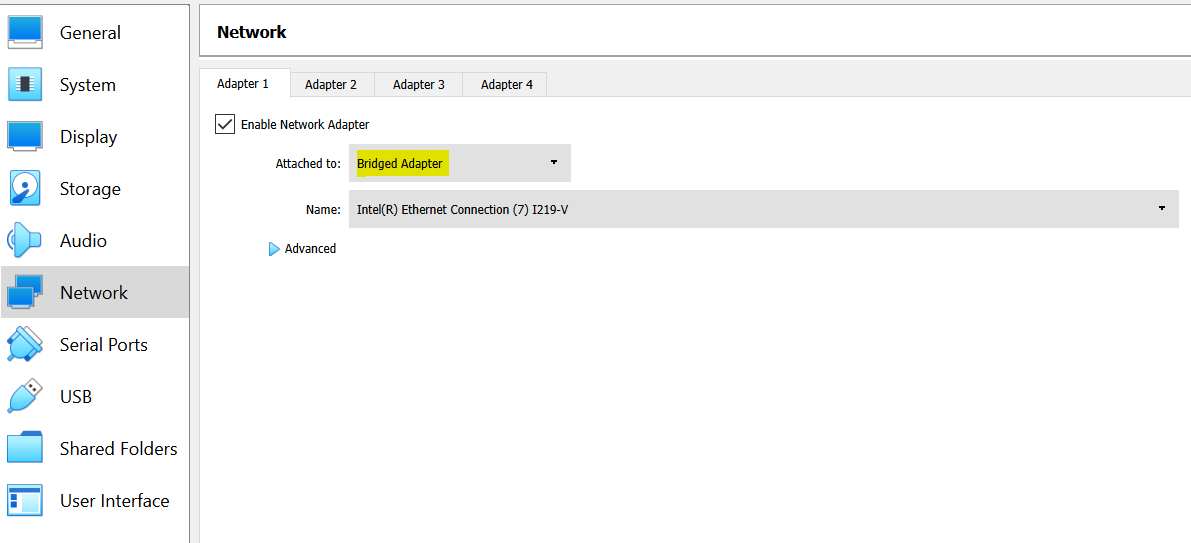 General
System
Display
Storage
Audio
Network
Serial Ports
USB
Shared Folders
User Interface
Network
Adapter 1 Adapter 2 Adapter 3 Adapter 4
Enable Network Adapter
Attached to: Bridged Adapter
Name: Intel(R) Ethernet Connection (7) I219-V
Advanced